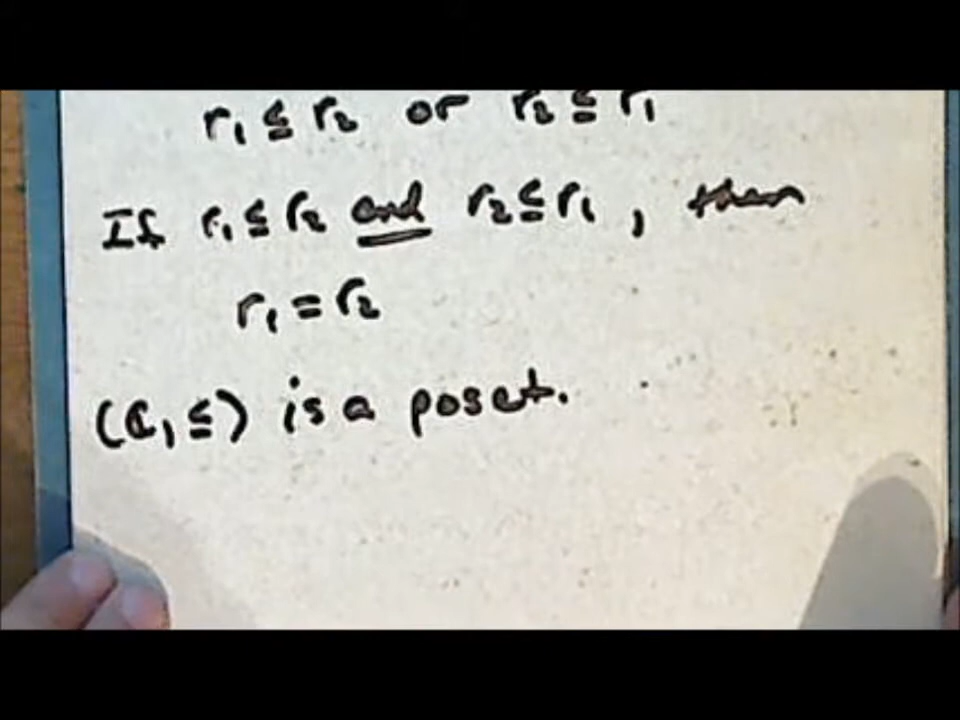 r₁ ≤ r₂ or r₂ ≤ r₁
If r₁ ≤ r₂ and r₂ ≤ r₁, then
r₁ = r₂
(C, ≤) is a poset.